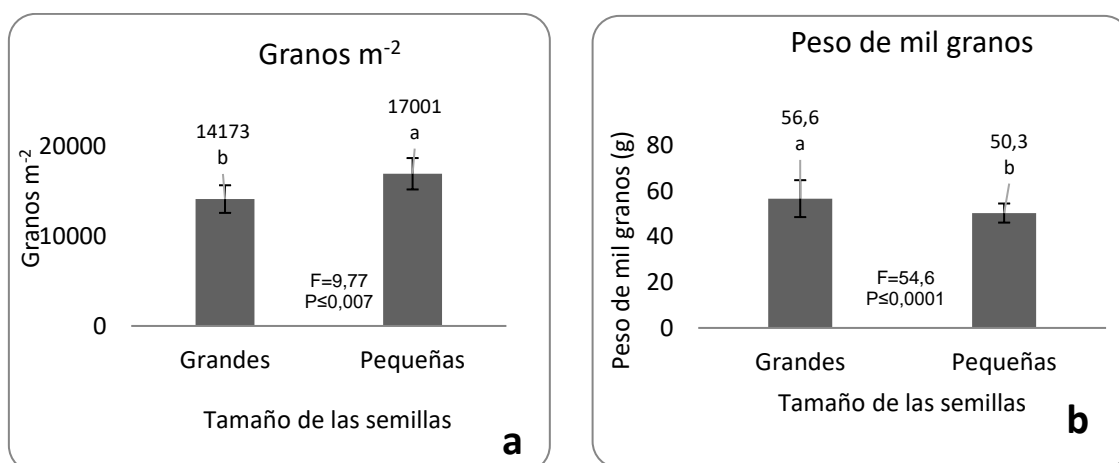 Granos m-2
14173
b
17001
a
20000
10000
0
Granos m-2
F=9,77
P≤0,007
Grandes
Pequeñas
Tamaño de las semillas
a
Peso de mil granos
56,6
a
50,3
b
80
60
40
20
0
Peso de mil granos (g)
F=54,6
P≤0,0001
Grandes
Pequeñas
Tamaño de las semillas
b